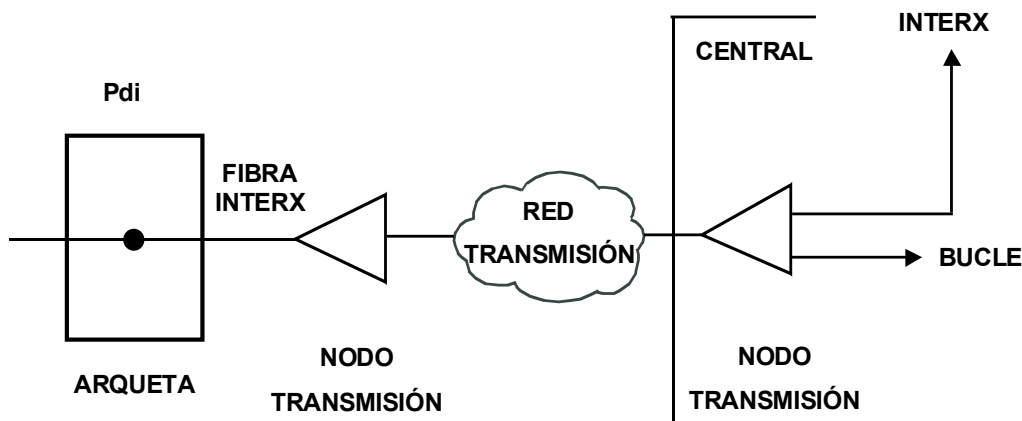 INTERX
CENTRAL
Pdi
FIBRA
INTERX
RED
TRANSMISIÓN
BUCLE
ARQUETA
NODO
TRANSMISIÓN
NODO
TRANSMISIÓN